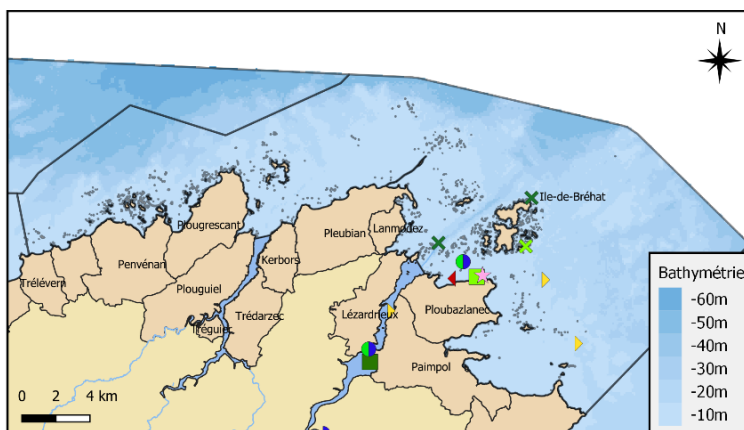 N
Ile-de-Bréhat
Plougrescant
Lanmodez
Pleubian
Kerbors
Penvénan
Trélévern
Plouguiel
Ploubazlanec
Lézardrieux
Trédarzec
Tréguier
Paimpol
0 2 4 km
Bathymétrie
-60m
-50m
-40m
-30m
-20m
-10m